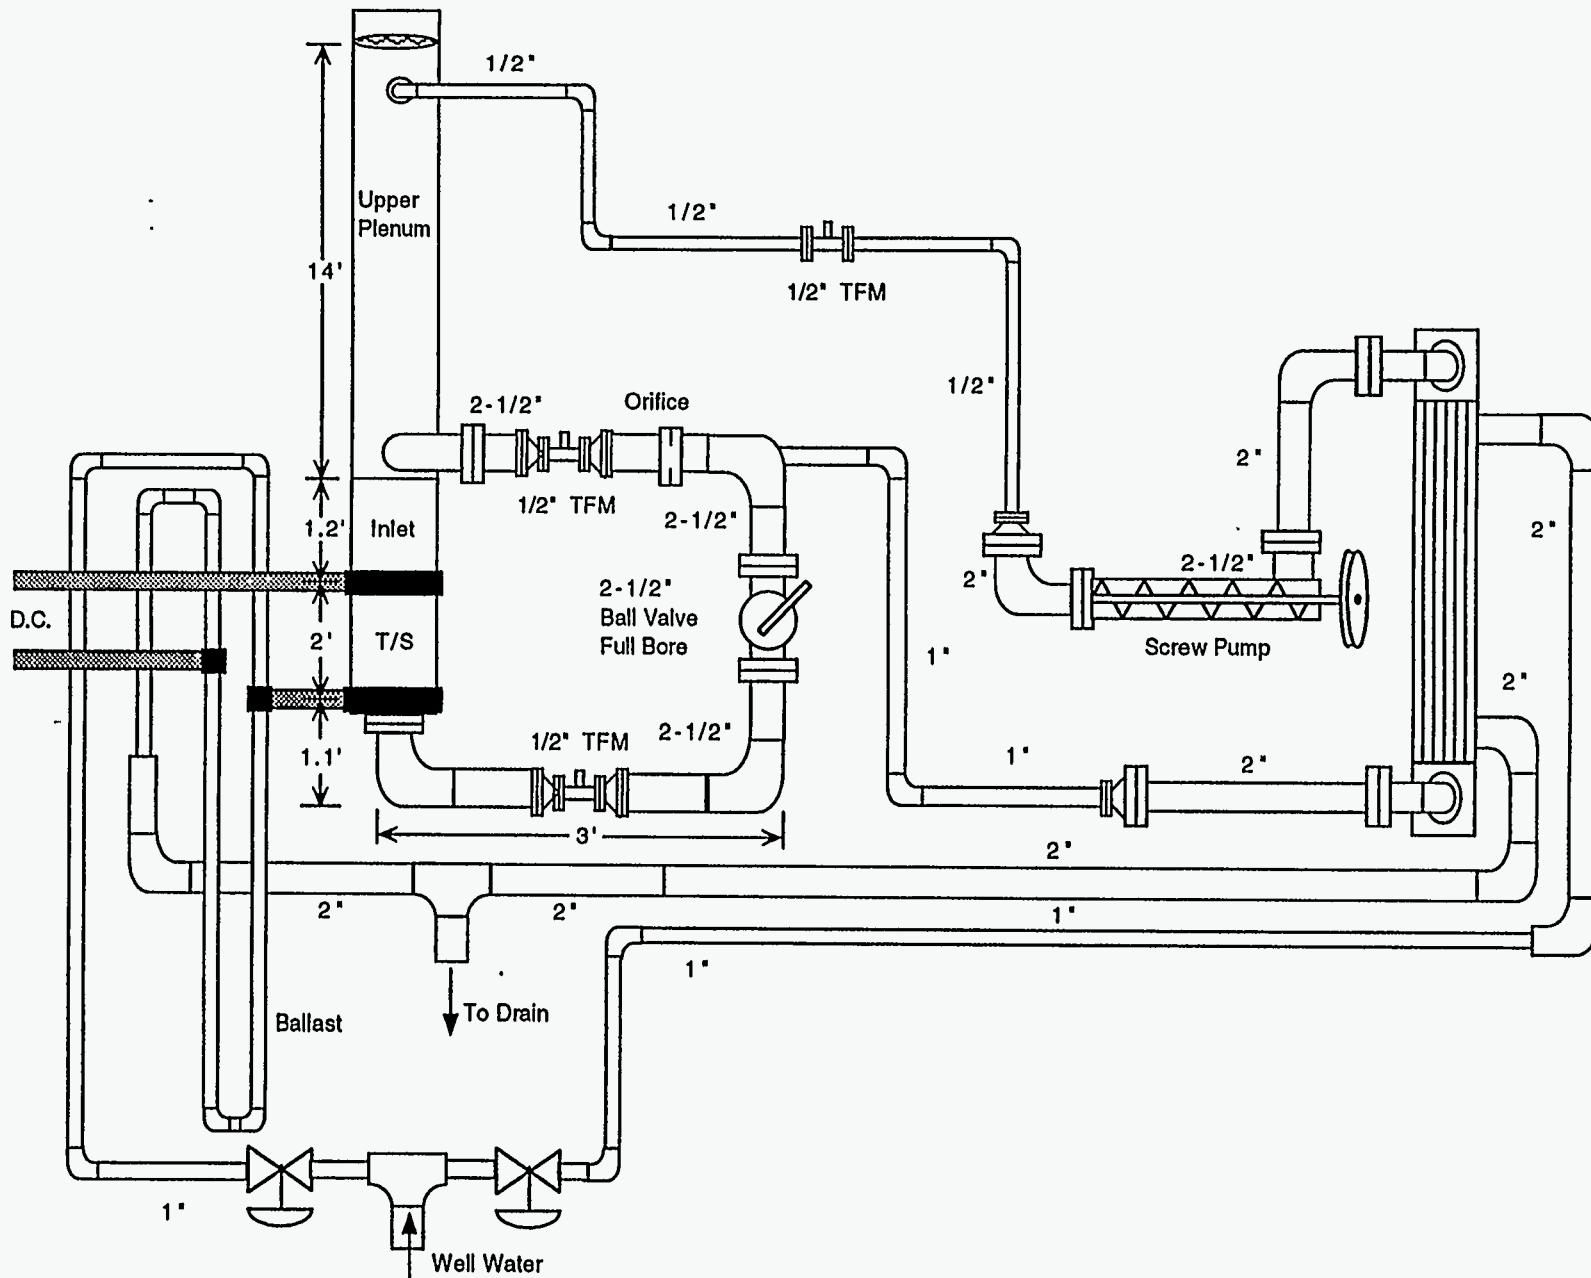 1/2"
Upper
Plenum
1/2"
14'
1/2" TFM
1/2"
2-1/2"
Orifice
2"
1/2" TFM
2-1/2"
1.2'
Inlet
2"
2-1/2"
2"
2-1/2"
Ball Valve
Full Bore
D.C.
2'
T/S
Screw Pump
1"
2"
1.1'
1/2" TFM
2-1/2"
1"
2"
3'
2"
2"
2"
1"
1"
To Drain
Ballast
1"
Well Water